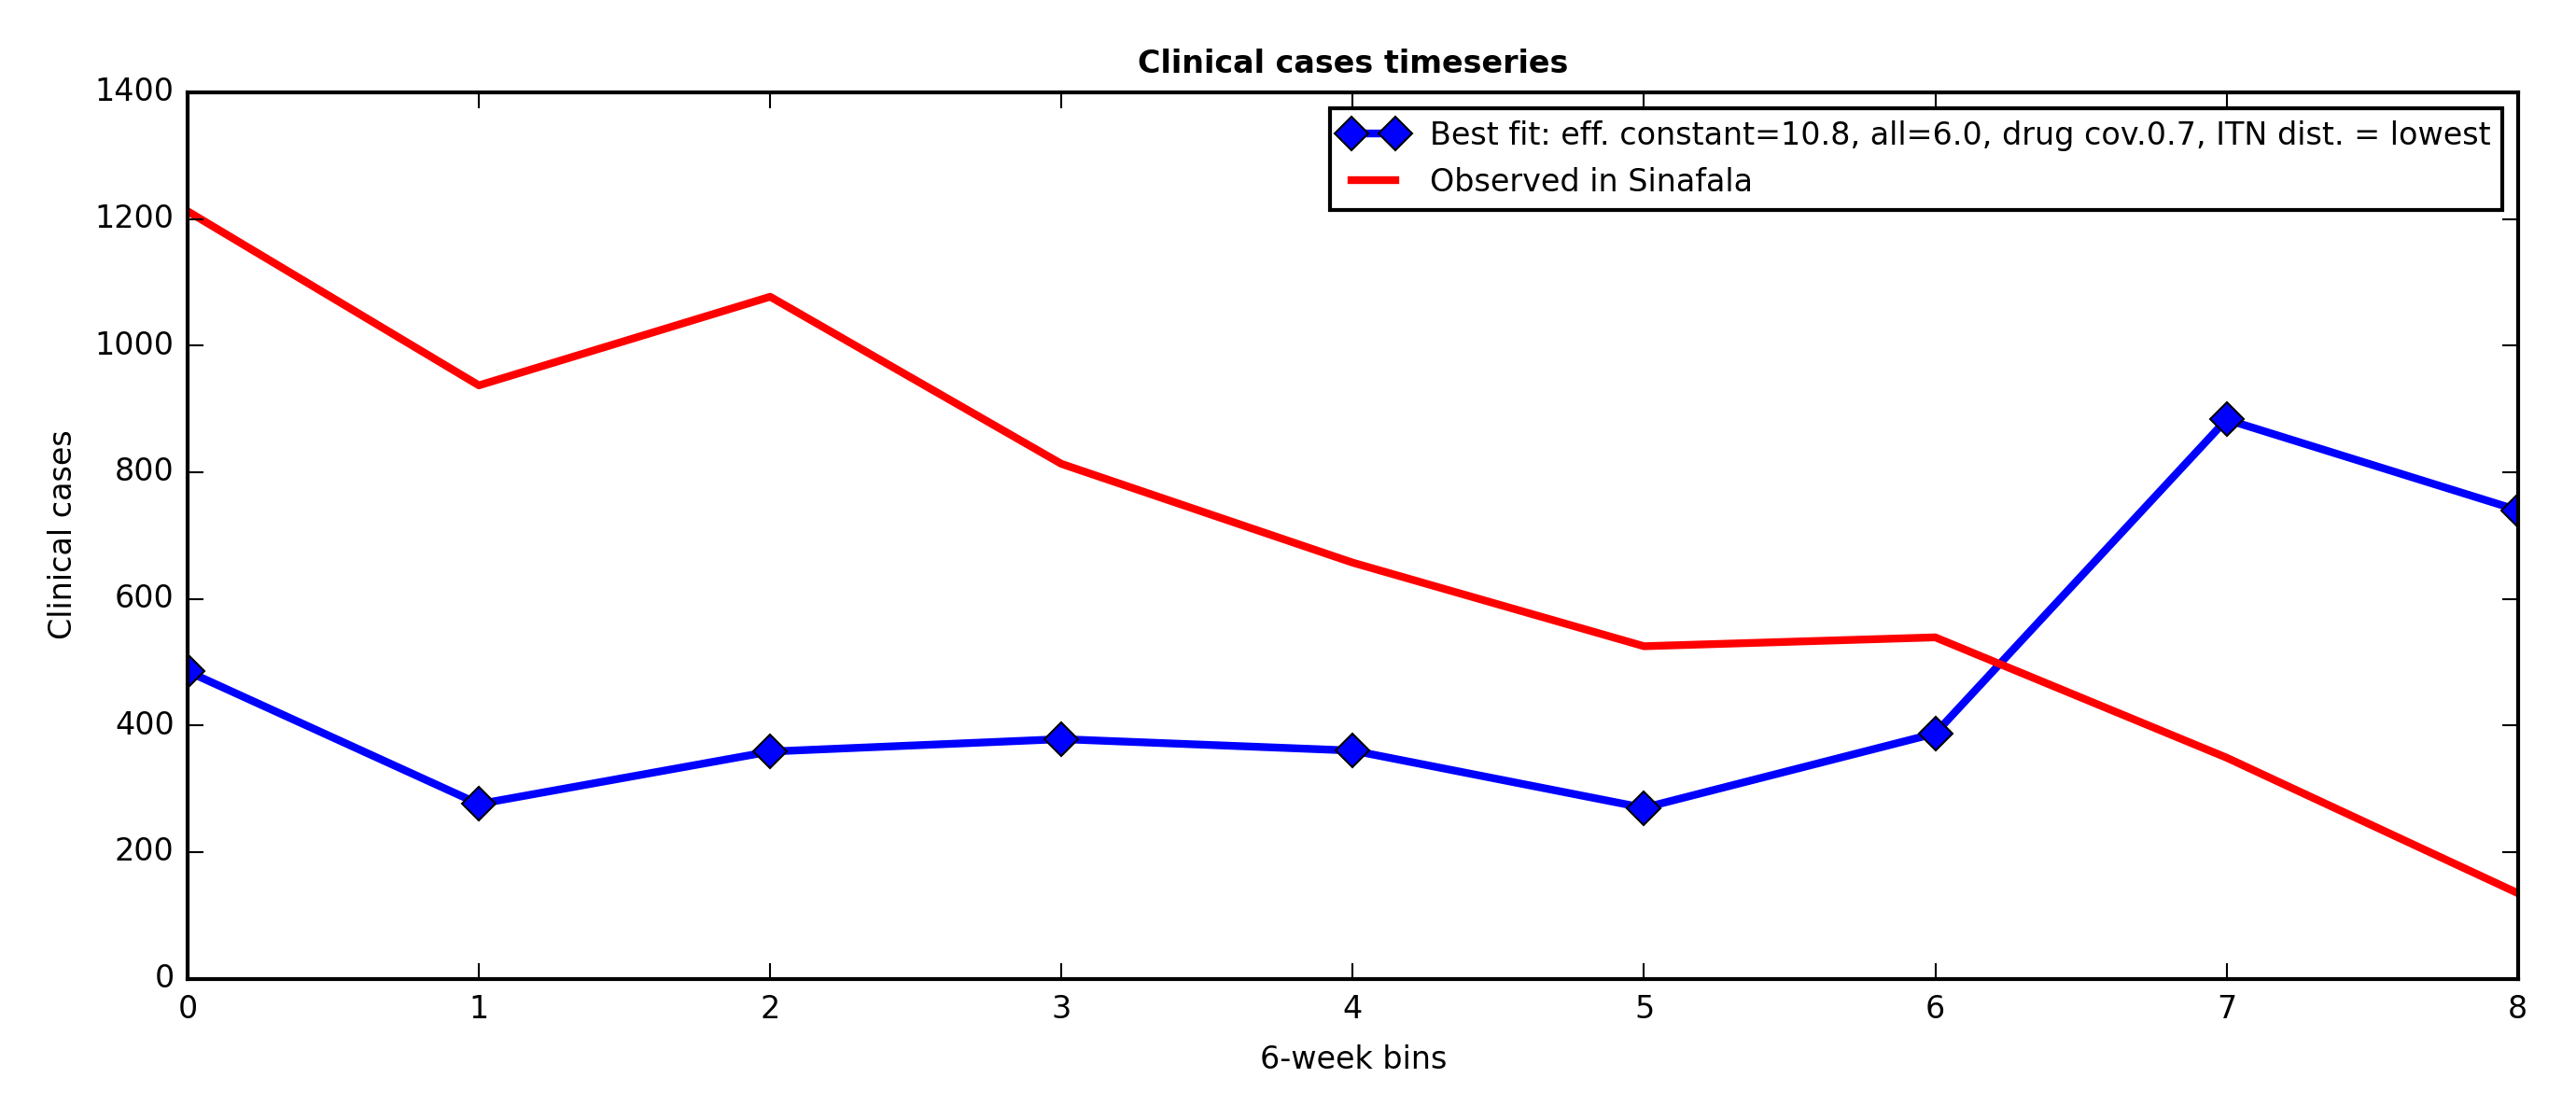 Clinical cases timeseries
1400
1200
1000
800
600
400
200
0
Clinical cases
Best fit: eff. constant=10.8, all=6.0, drug cov.0.7, ITN dist. = lowest
Observed in Sinafala
0 1 2 3 4 5 6 7 8
6-week bins